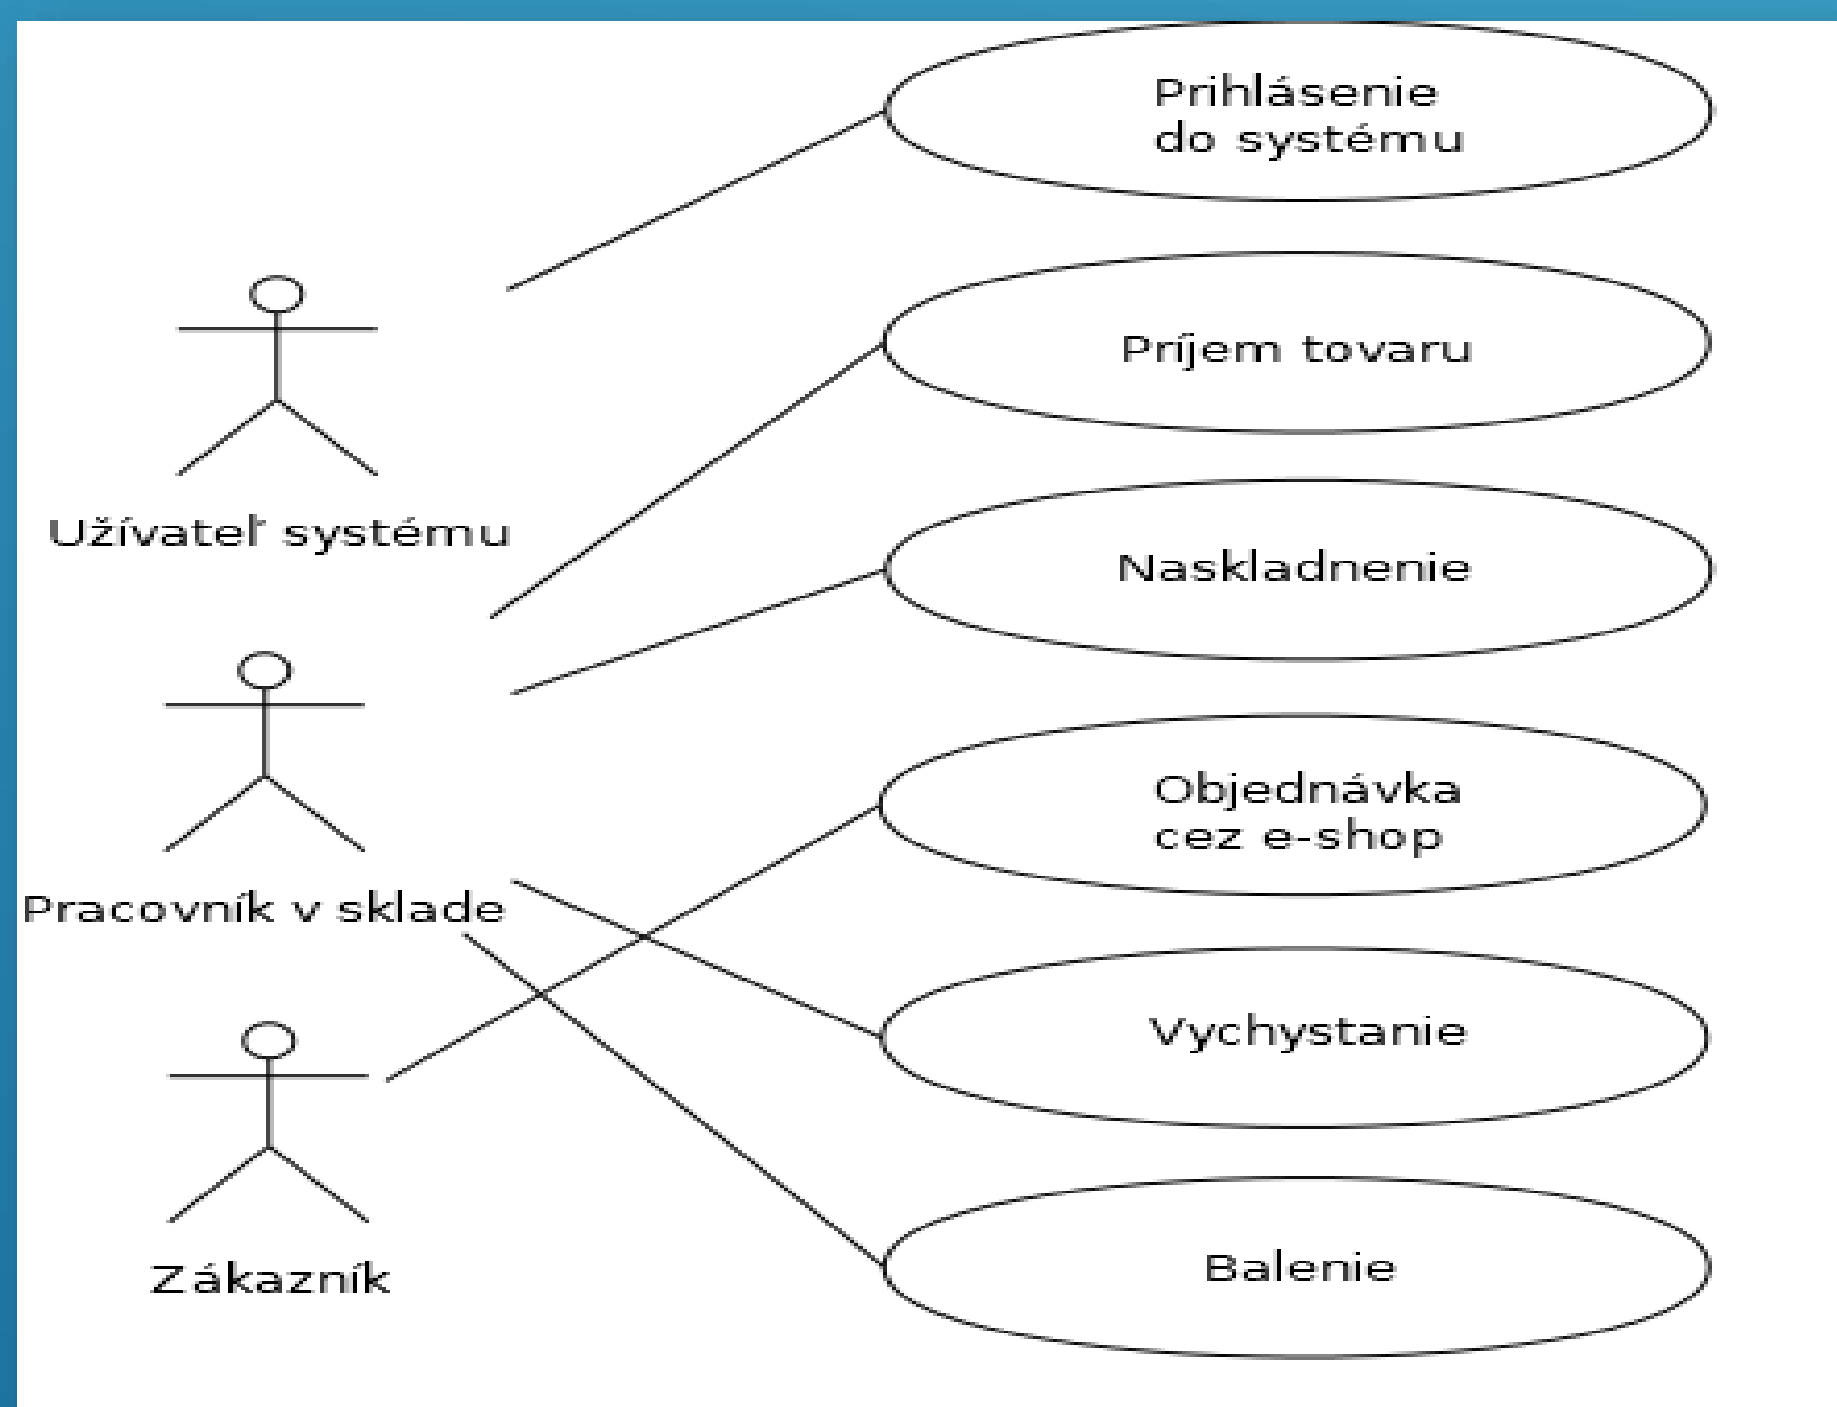 Prihlásenie
do systému
Príjem tovaru
Užívateľ systému
Naskladnenie
Objednávka
cez e-shop
Pracovník v sklade
Vychystanie
Zákazník
Balenie